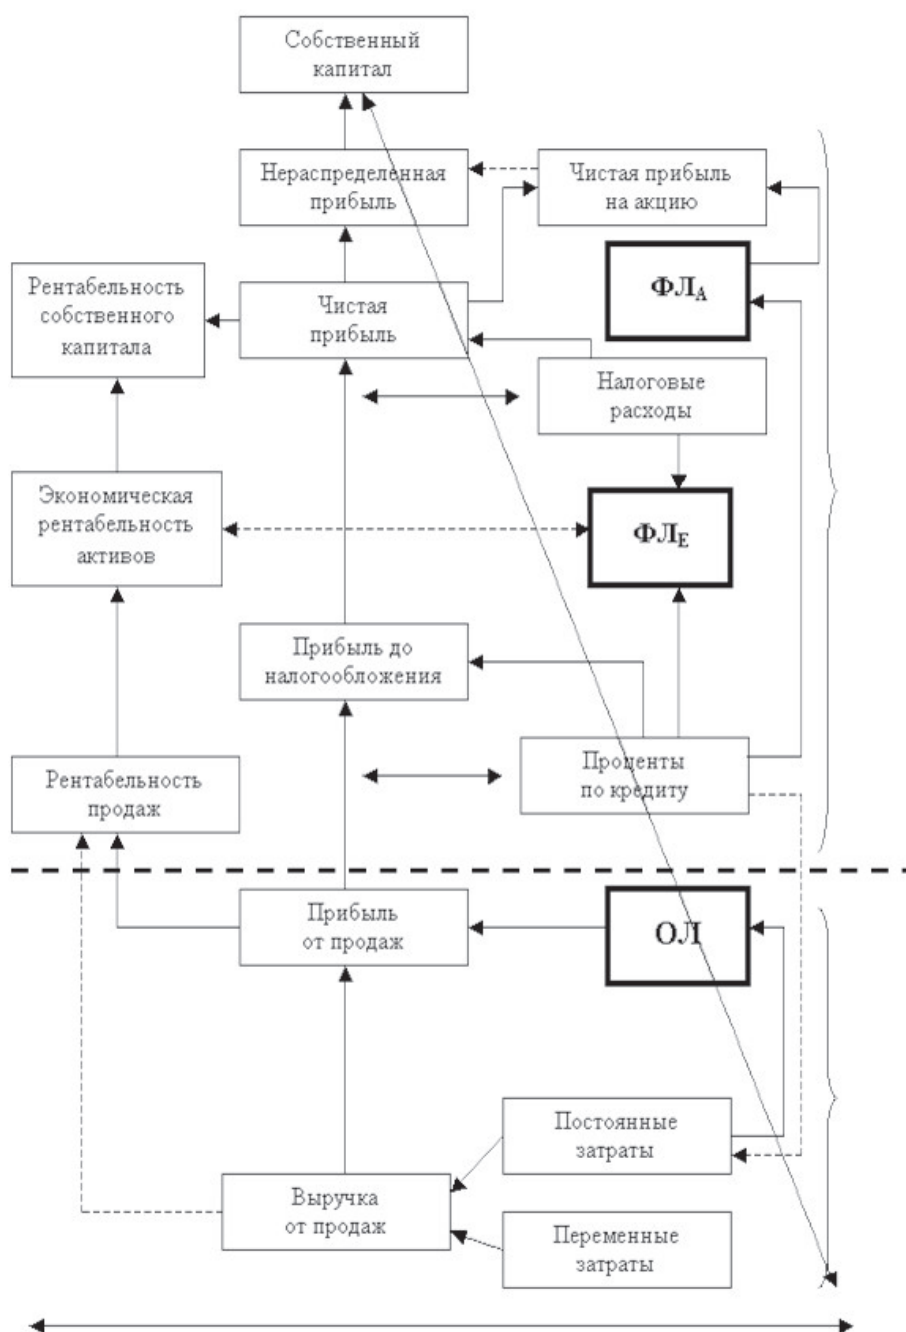 Собственный
капитал
Нераспределенная
прибыль
Чистая прибыль
на акцию
Рентабельность
собственного
капитала
Чистая
прибыль
ФЛА
Налоговые
расходы
Экономическая
рентабельность
активов
ФЛЕ
Прибыль до
налогообложения
Рентабельность
продаж
Проценты
по кредиту
Прибыль
от продаж
ОЛ
Постоянные
затраты
Выручка
от продаж
Переменные
затраты